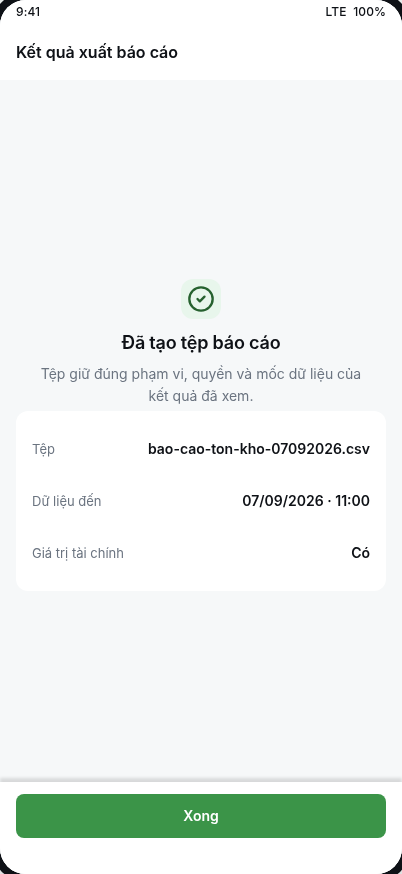 9:41
LTE 100%
Kết quả xuất báo cáo
Đã tạo tệp báo cáo
Tệp giữ đúng phạm vi, quyền và mốc dữ liệu của
kết quả đã xem.
Tệp
bao-cao-ton-kho-07092026.csv
Dữ liệu đến
07/09/2026 · 11:00
Giá trị tài chính
Có
Xong